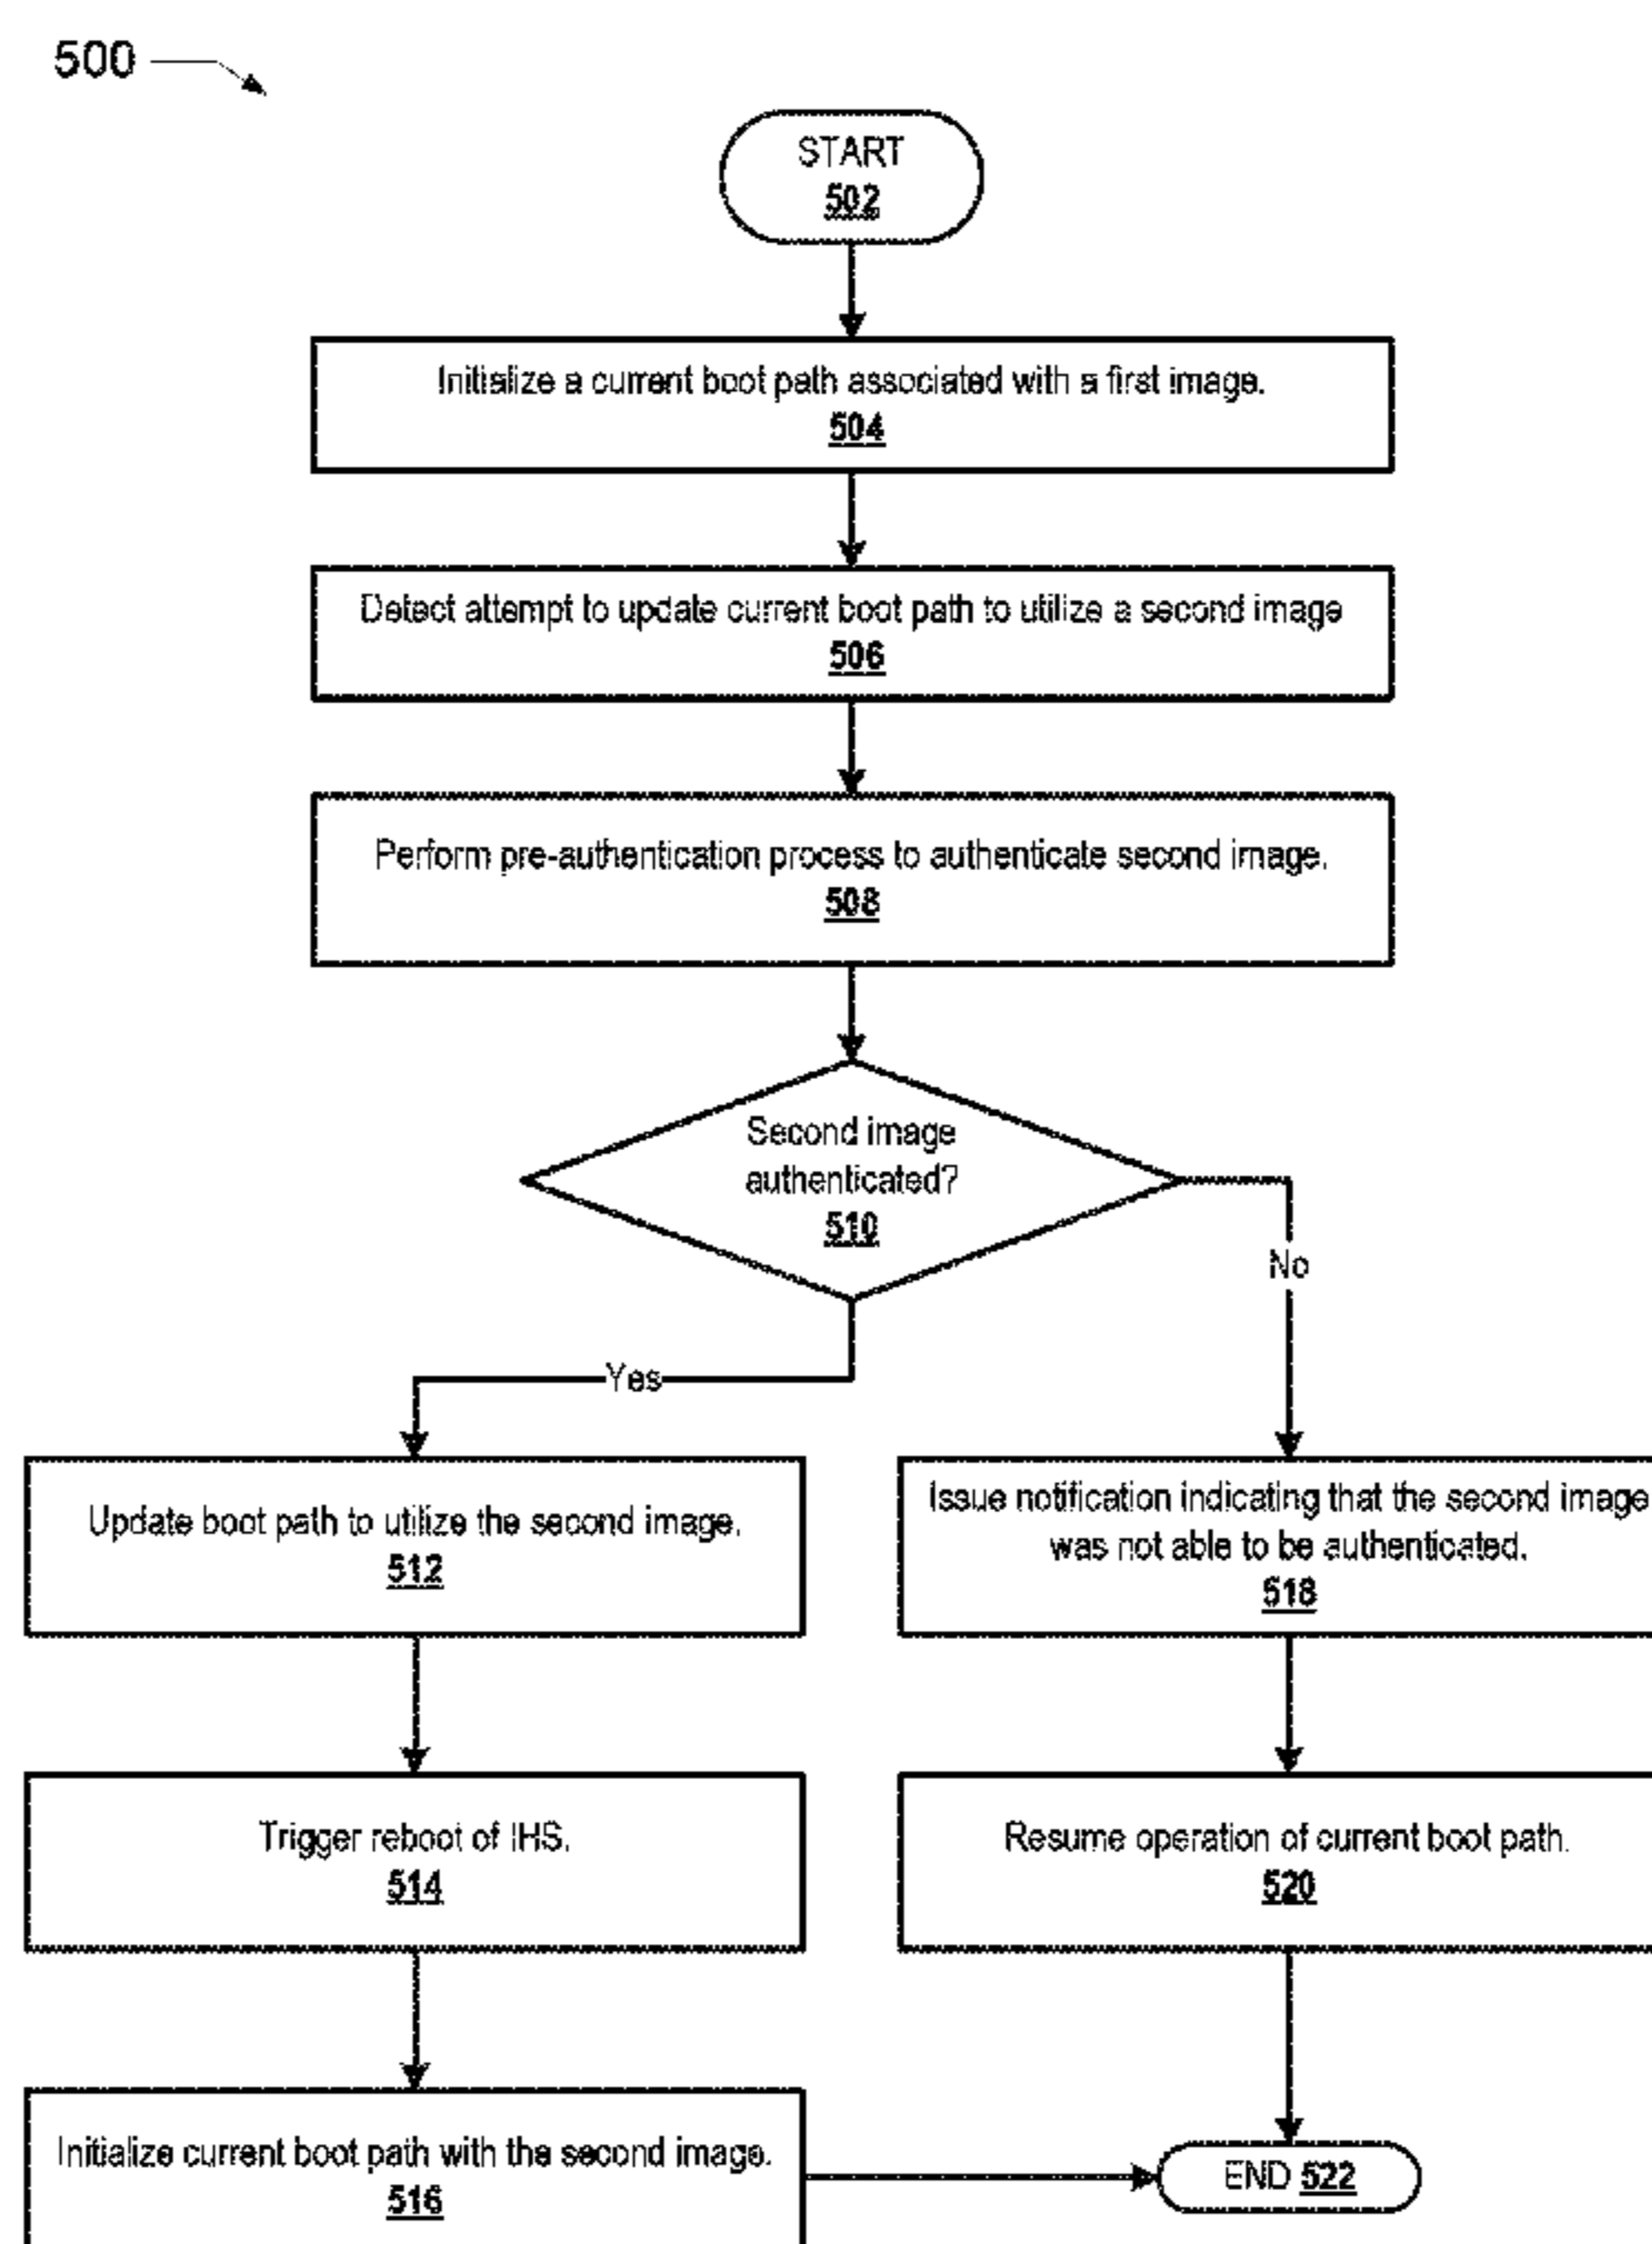 500
START
502
Initialize a current boot path associated with a first image.
504
Detect attempt to update current boot path to utilize a second image
506
Perform pre-authentication process to authenticate second image.
508
Second image
authenticated?
510
No
Yes
Update boot path to utilize the second image.
512
Issue notification indicating that the second image
was not able to be authenticated.
518
Trigger reboot of IHS.
514
Resume operation of current boot path.
520
Initialize current boot path with the second image.
516
END 522